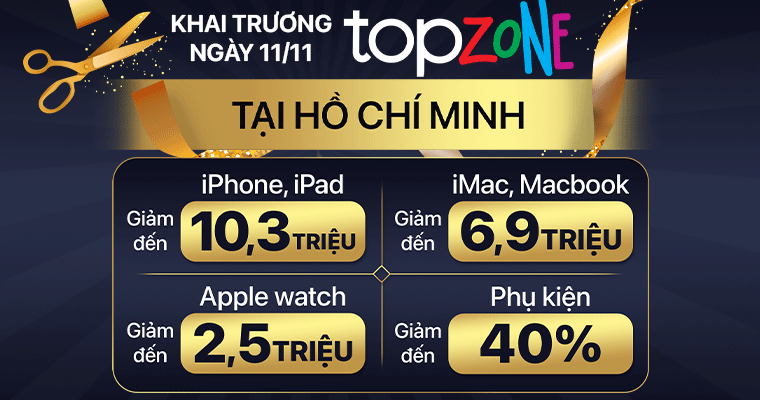 KHAI TRƯƠNG
NGÀY 11/11
topZONE
TẠI HỒ CHÍ MINH
iPhone, iPad
Giảm đến 10,3 TRIỆU
iMac, Macbook
Giảm đến 6,9 TRIỆU
Apple watch
Giảm đến 2,5 TRIỆU
Phụ kiện
Giảm đến 40%